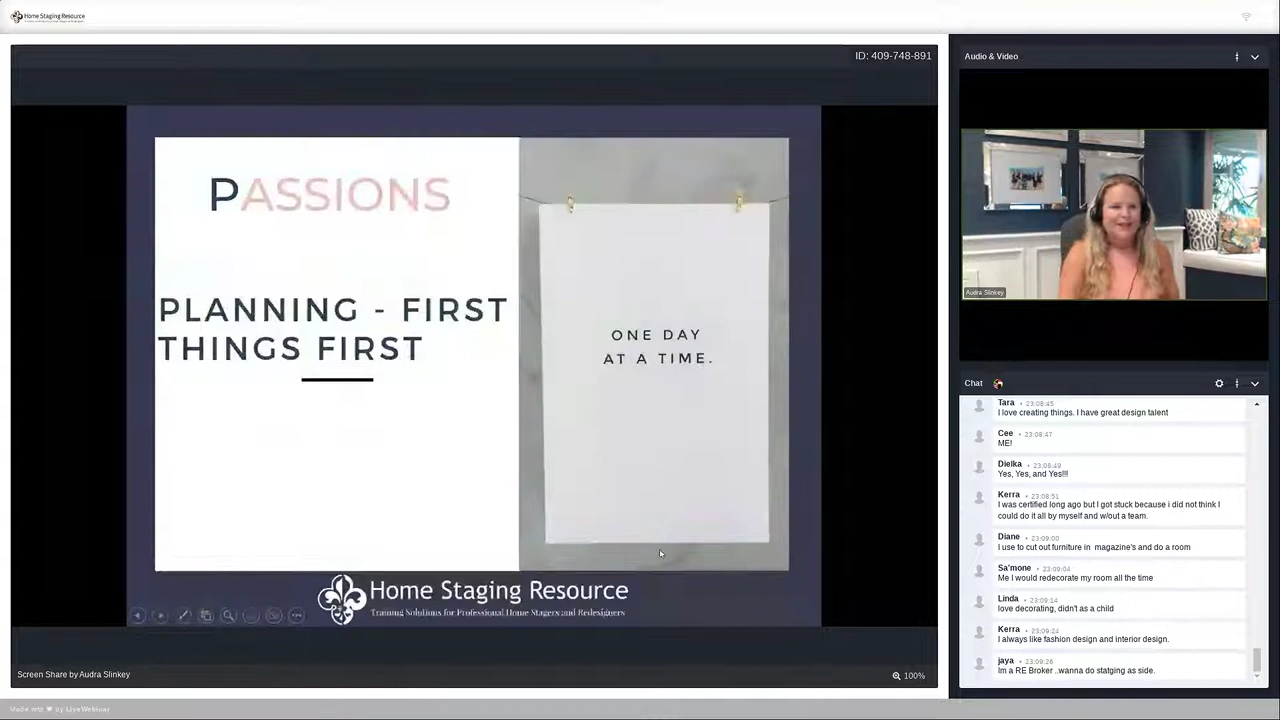 Home Staging Resource
ID: 409-748-891
PASSIONS
PLANNING - FIRST
THINGS FIRST
ONE DAY
AT A TIME.
Home Staging Resource
Training Solutions for Professional Home Stagers and Redesigners
Screen Share by Audra Slinkey
100%
Audio & Video
Audra Slinkey
Chat
Tara • 23:08:45
I love creating things. I have great design talent
Cee • 23:08:47
ME!
Dielka • 23:08:49
Yes, Yes, and Yes!!!
Kerra • 23:08:51
I was certified long ago but I got stuck because i did not think I
could do it all by myself and w/out a team.
Diane • 23:09:00
I use to cut out furniture in magazine's and do a room
Sa'mone • 23:09:04
Me I would redecorate my room all the time
Linda • 23:09:14
love decorating, didn't as a child
Kerra • 23:09:24
I always like fashion design and interior design.
jaya • 23:09:26
Im a RE Broker ..wanna do statging as side.
Made with ♥ by LiveWebinar